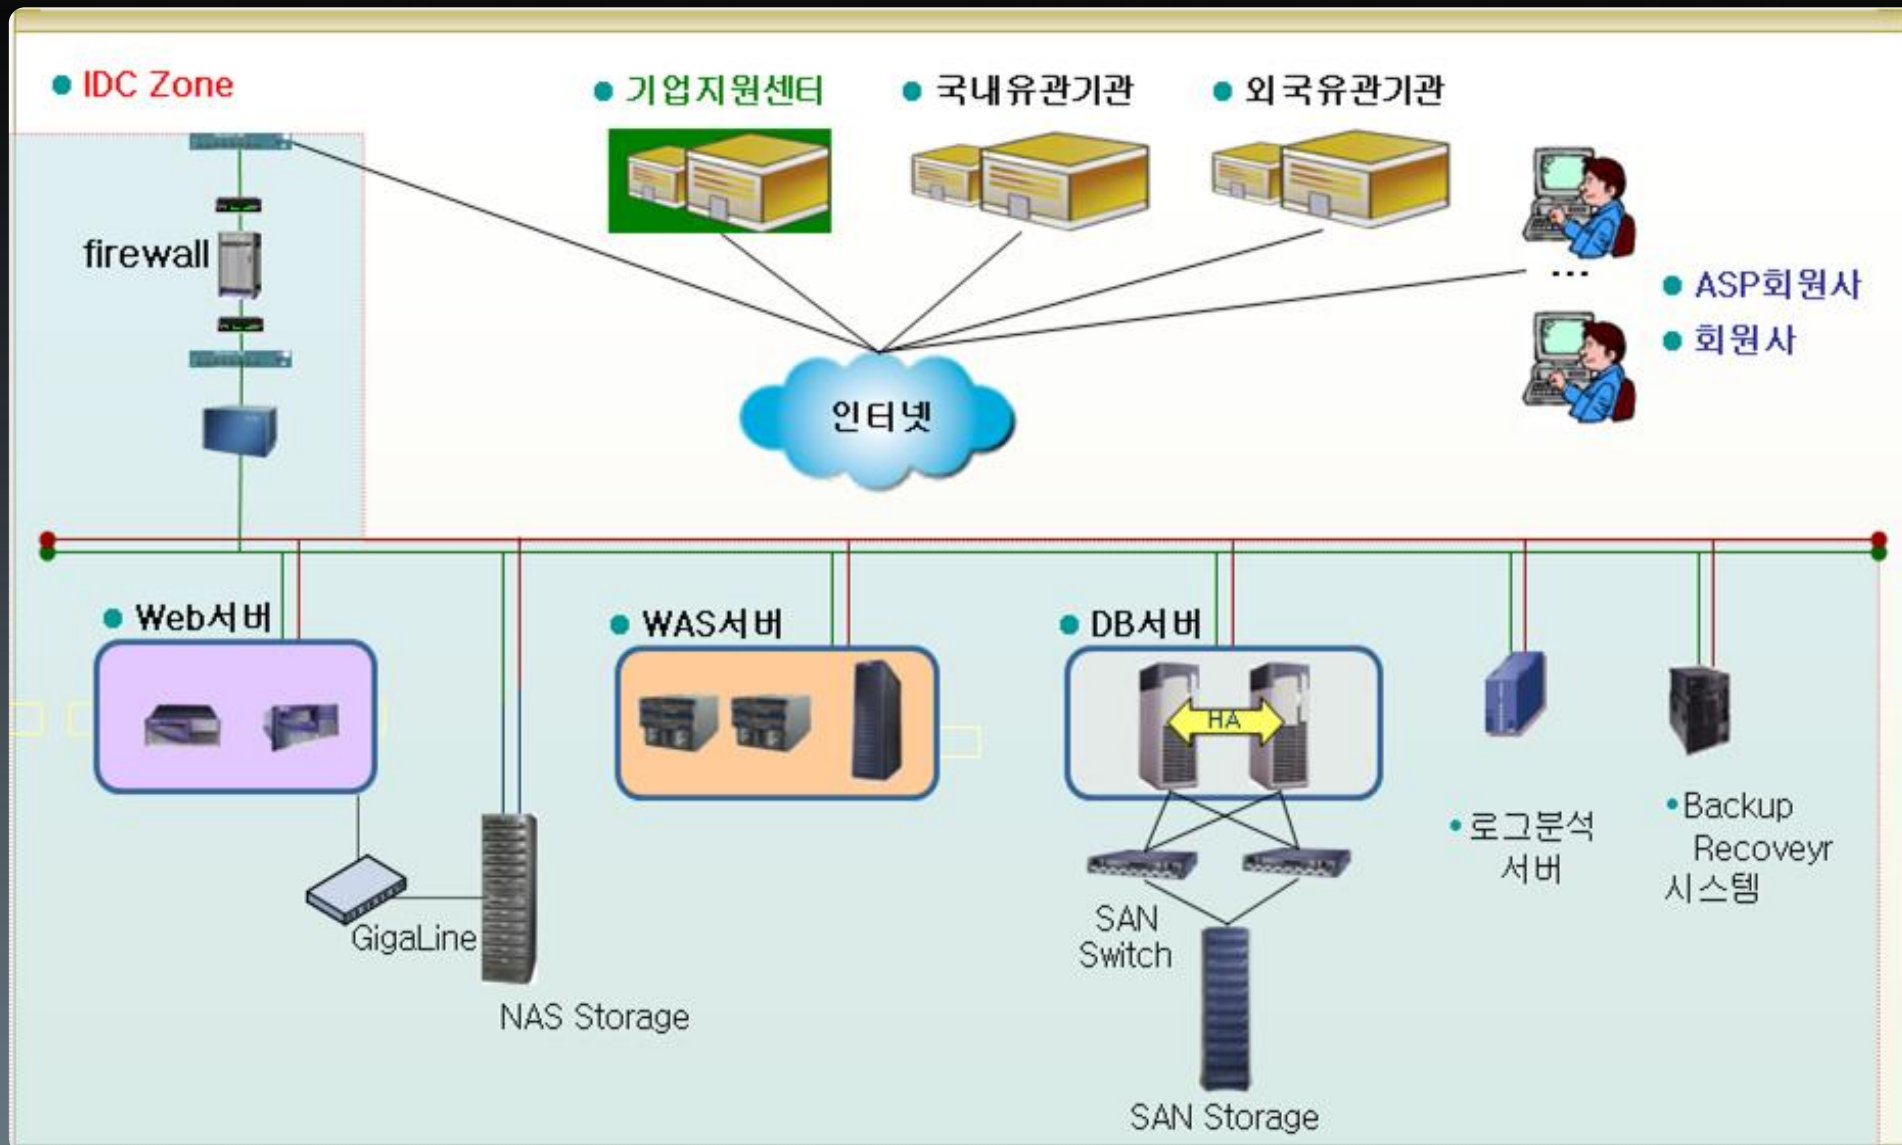 IDC Zone
기업지원센터
국내유관기관
외국유관기관
firewall
...
ASP회원사
회원사
인터넷
Web서버
WAS서버
DB서버
HA
로그분석
서버
Backup
Recoveyr
시스템
GigaLine
NAS Storage
SAN
Switch
SAN Storage